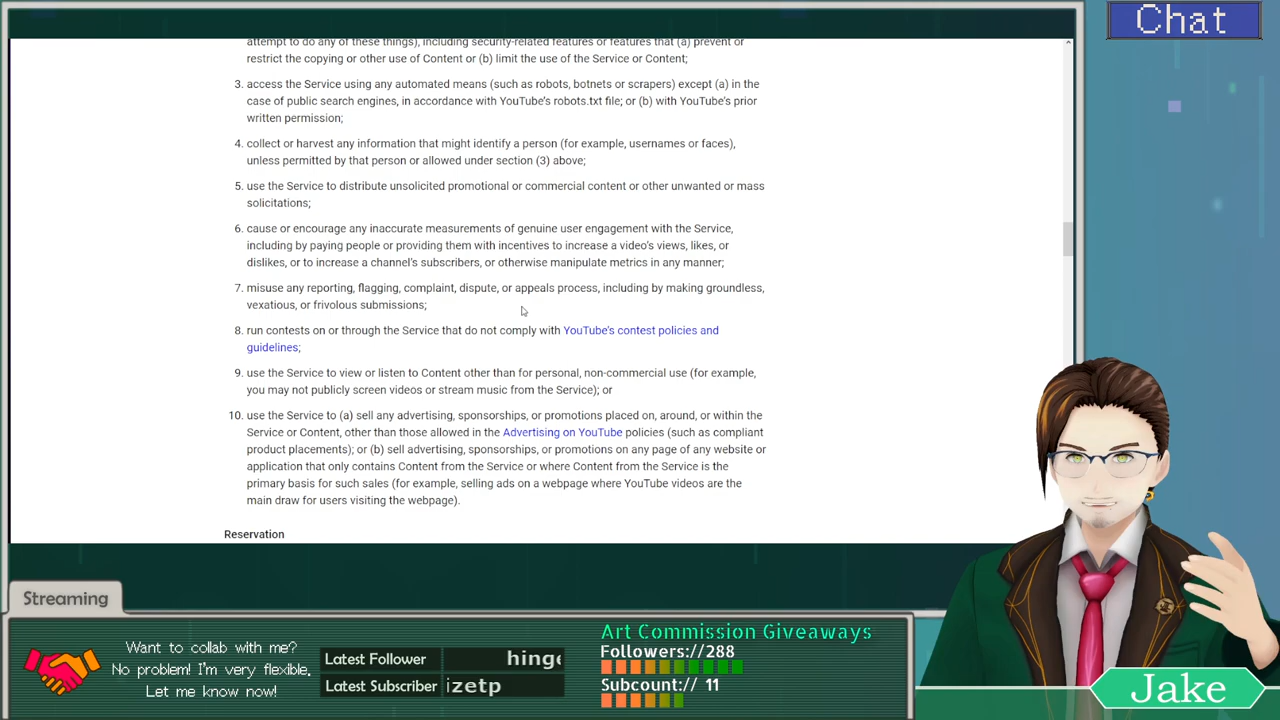 Chat
attempt to do any of these things), including security-related features or features that (a) prevent or
restrict the copying or other use of Content or (b) limit the use of the Service or Content;
3. access the Service using any automated means (such as robots, botnets or scrapers) except (a) in the
case of public search engines, in accordance with YouTube's robots.txt file; or (b) with YouTube's prior
written permission;
4. collect or harvest any information that might identify a person (for example, usernames or faces),
unless permitted by that person or allowed under section (3) above;
5. use the Service to distribute unsolicited promotional or commercial content or other unwanted or mass
solicitations;
6. cause or encourage any inaccurate measurements of genuine user engagement with the Service,
including by paying people or providing them with incentives to increase a video's views, likes, or
dislikes, or to increase a channel's subscribers, or otherwise manipulate metrics in any manner;
7. misuse any reporting, flagging, complaint, dispute, or appeals process, including by making groundless,
vexatious, or frivolous submissions;
8. run contests on or through the Service that do not comply with YouTube's contest policies and
guidelines;
9. use the Service to view or listen to Content other than for personal, non-commercial use (for example,
you may not publicly screen videos or stream music from the Service); or
10. use the Service to (a) sell any advertising, sponsorships, or promotions placed on, around, or within the
Service or Content, other than those allowed in the Advertising on YouTube policies (such as compliant
product placements); or (b) sell advertising, sponsorships, or promotions on any page of any website or
application that only contains Content from the Service or where Content from the Service is the
primary basis for such sales (for example, selling ads on a webpage where YouTube videos are the
main draw for users visiting the webpage).
Reservation
Streaming
Want to collab with me?
No problem! I'm very flexible.
Let me know now!
Latest Follower hinge
Latest Subscriber izetp
Art Commission Giveaways
Followers://288
Subcount:// 11
Jake